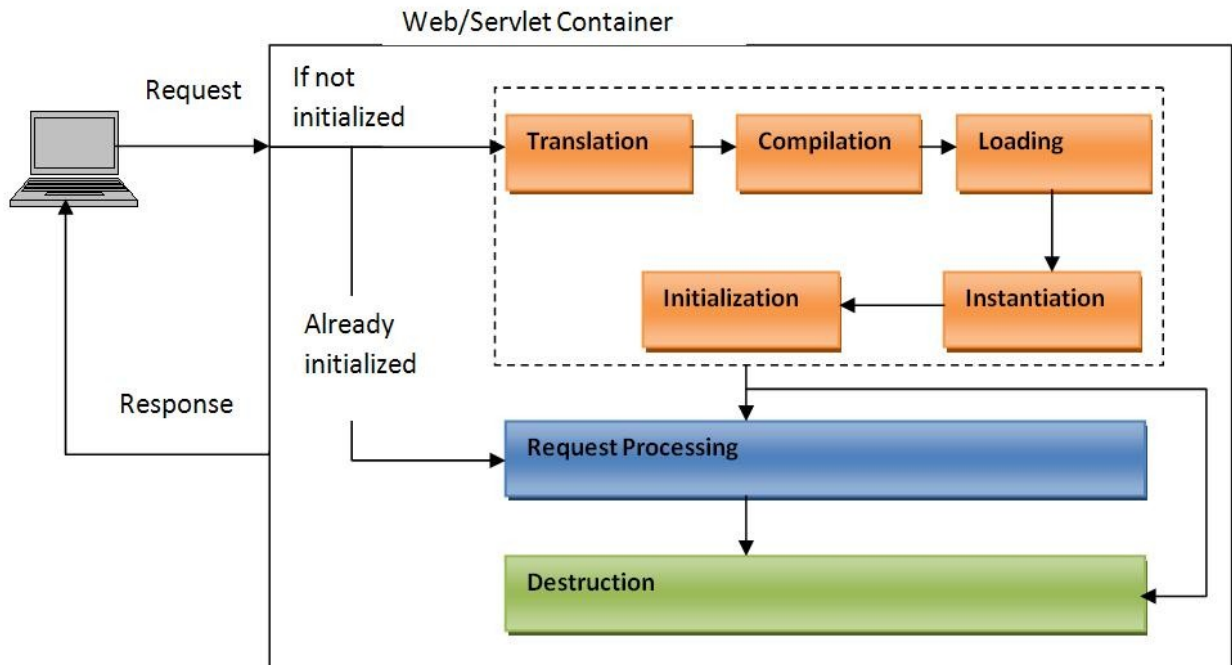 Web/Servlet Container
Request
If not
initialized
Translation
Compilation
Loading
Initialization
Instantiation
Already
initialized
Response
Request Processing
Destruction